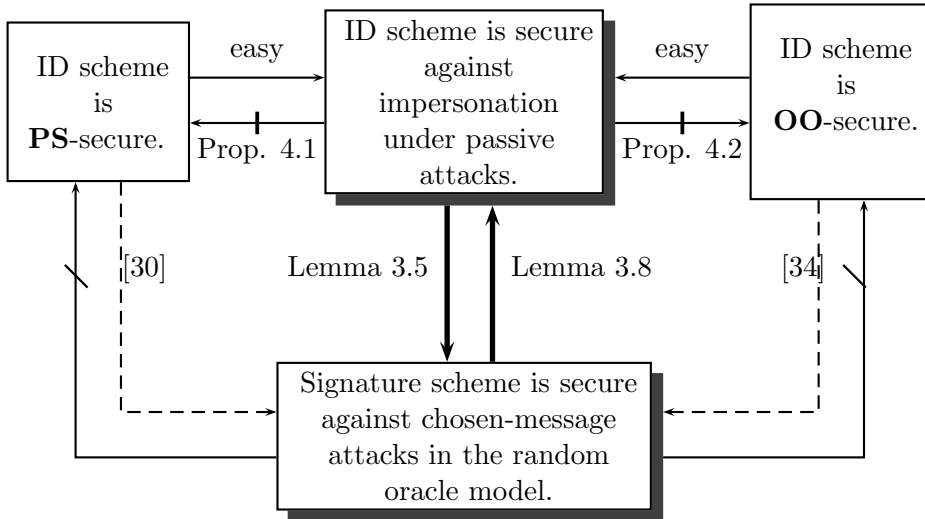 ID scheme
is
PS-secure.
easy
Prop. 4.1
ID scheme is secure
against
impersonation
under passive
attacks.
easy
Prop. 4.2
ID scheme
is
OO-secure.
[30]
Lemma 3.5
Lemma 3.8
[34]
Signature scheme is secure
against chosen-message
attacks in the random
oracle model.